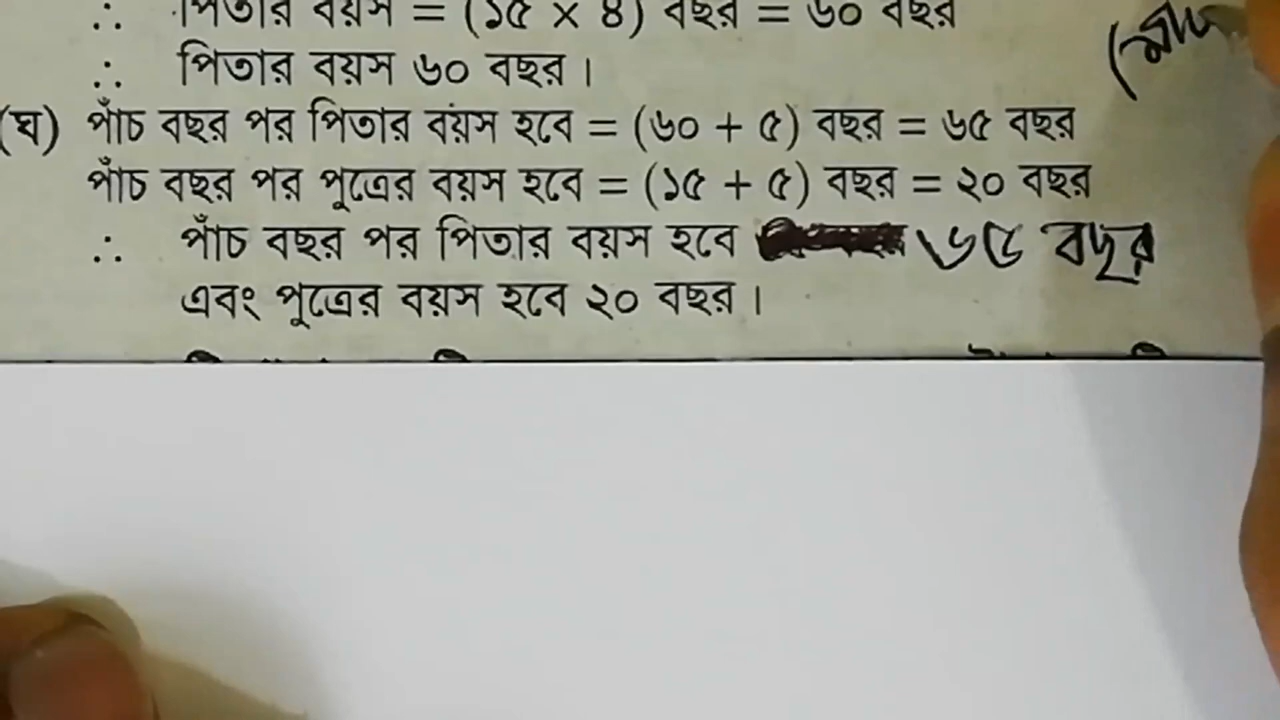 ∴ পিতার বয়স = (১৫ × ৪) বছর = ৬০ বছর
∴ পিতার বয়স ৬০ বছর।
(ঘ) পাঁচ বছর পর পিতার বয়স হবে = (৬০ + ৫) বছর = ৬৫ বছর
পাঁচ বছর পর পুত্রের বয়স হবে = (১৫ + ৫) বছর = ২০ বছর
∴ পাঁচ বছর পর পিতার বয়স হবে ৬৫ বছর
এবং পুত্রের বয়স হবে ২০ বছর।